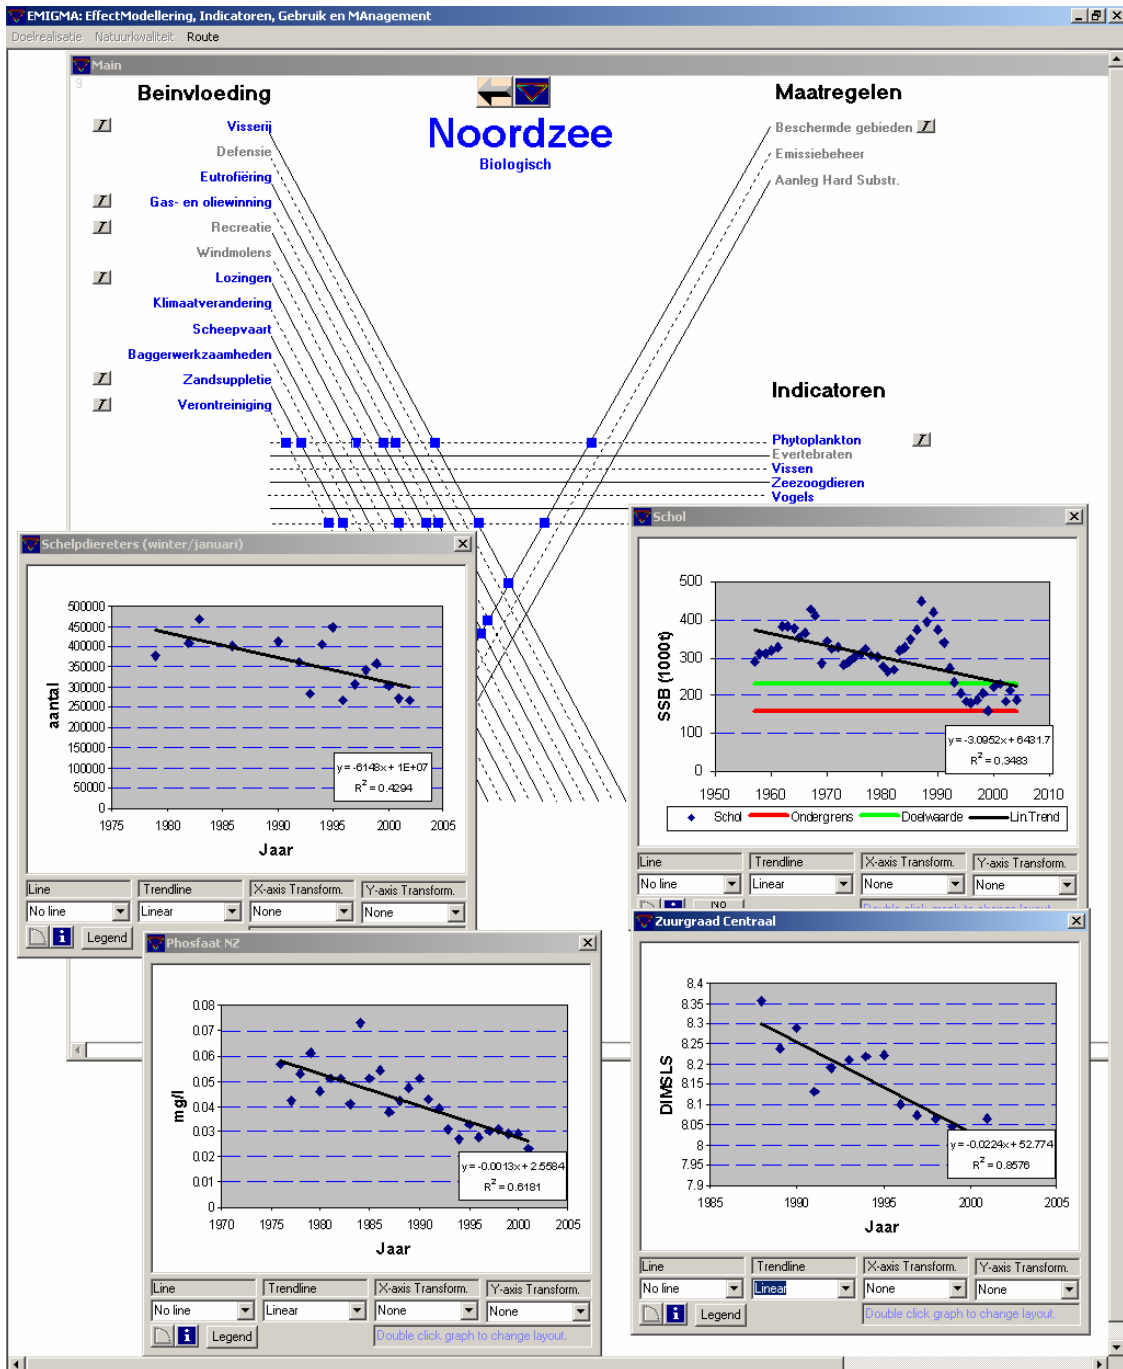 EMIGMA: EffectModellering, Indicatoren, Gebruik en MAnagement
Doelrealisatie Natuurkwaliteit Route
Main
9
Beinvloeding
Maatregelen
Noordzee
Biologisch
I Visserij
Defensie
Eutrofiëring
I Gas- en oliewinning
I Recreatie
Windmolens
I Lozingen
Klimaatverandering
Scheepvaart
Baggerwerkzaamheden
I Zandsuppletie
I Verontreiniging
Beschermde gebieden I
Emissiebeheer
Aanleg Hard Substr.
Indicatoren
Phytoplankton I
Evertebraten
Vissen
Zeezoogdieren
Vogels
Schelpdiereters (winter/januari)
500000
450000
400000
350000
300000
250000
200000
150000
100000
50000
0
aantal
y = -6148x + 1E+07
R² = 0.4294
1975 1980 1985 1990 1995 2000 2005
Jaar
Line Trendline X-axis Transform. Y-axis Transform.
No line Linear None None
i Legend
Schol
500
400
300
200
100
0
SSB (1000t)
y = -3.0952x + 6431.7
R² = 0.3483
1950 1960 1970 1980 1990 2000 2010
Schol Ondergrens Doelwaarde Lin.Trend
Line Trendline X-axis Transform. Y-axis Transform.
No line Linear None None
i No Double click graph to change layout.
Phosfaat NZ
0.08
0.07
0.06
0.05
0.04
0.03
0.02
0.01
0
mg/l
y = -0.0013x + 2.5584
R² = 0.6181
1970 1975 1980 1985 1990 1995 2000 2005
Jaar
Line Trendline X-axis Transform. Y-axis Transform.
No line Linear None None
i Legend Double click graph to change layout.
Zuurgraad Centraal
8.4
8.35
8.3
8.25
8.2
8.15
8.1
8.05
8
7.95
7.9
DIMSLS
y = -0.0224x + 52.774
R² = 0.8576
1985 1990 1995 2000 2005
Jaar
Line Trendline X-axis Transform. Y-axis Transform.
No line Linear None None
i Legend Double click graph to change layout.